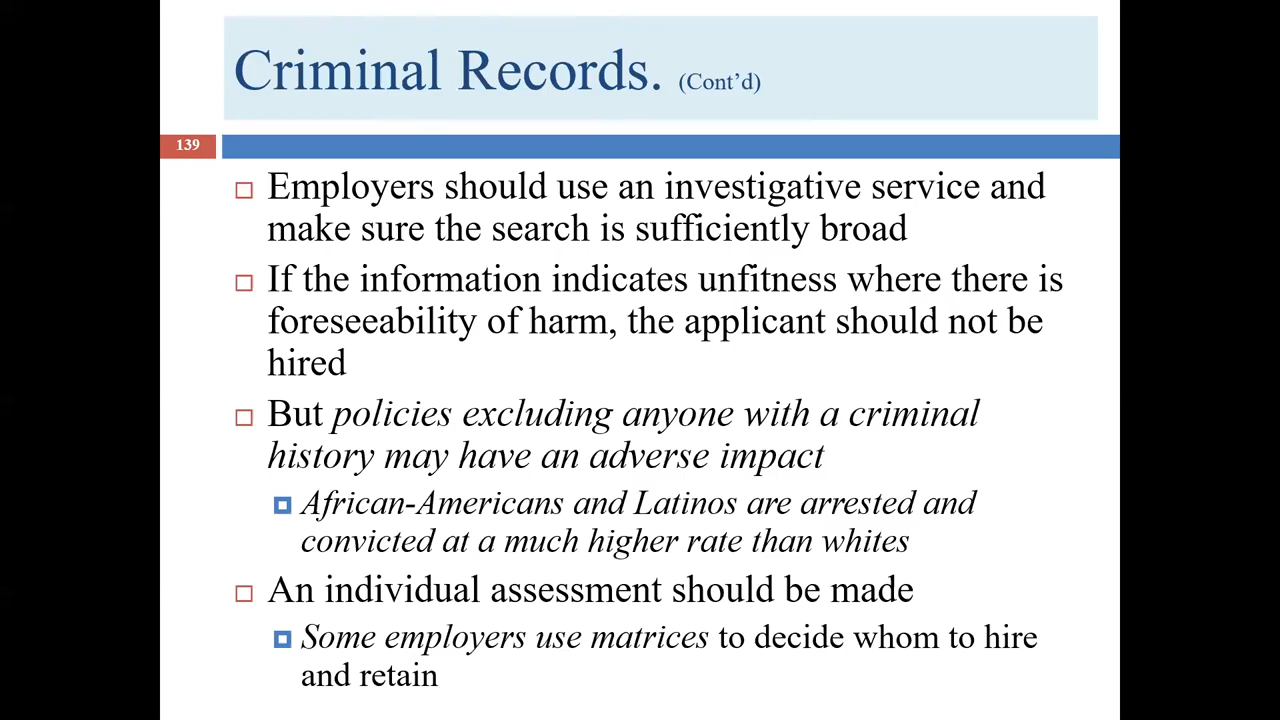 Criminal Records. (Cont’d)
139
Employers should use an investigative service and
make sure the search is sufficiently broad
If the information indicates unfitness where there is
foreseeability of harm, the applicant should not be
hired
But policies excluding anyone with a criminal
history may have an adverse impact
African-Americans and Latinos are arrested and
convicted at a much higher rate than whites
An individual assessment should be made
Some employers use matrices to decide whom to hire
and retain